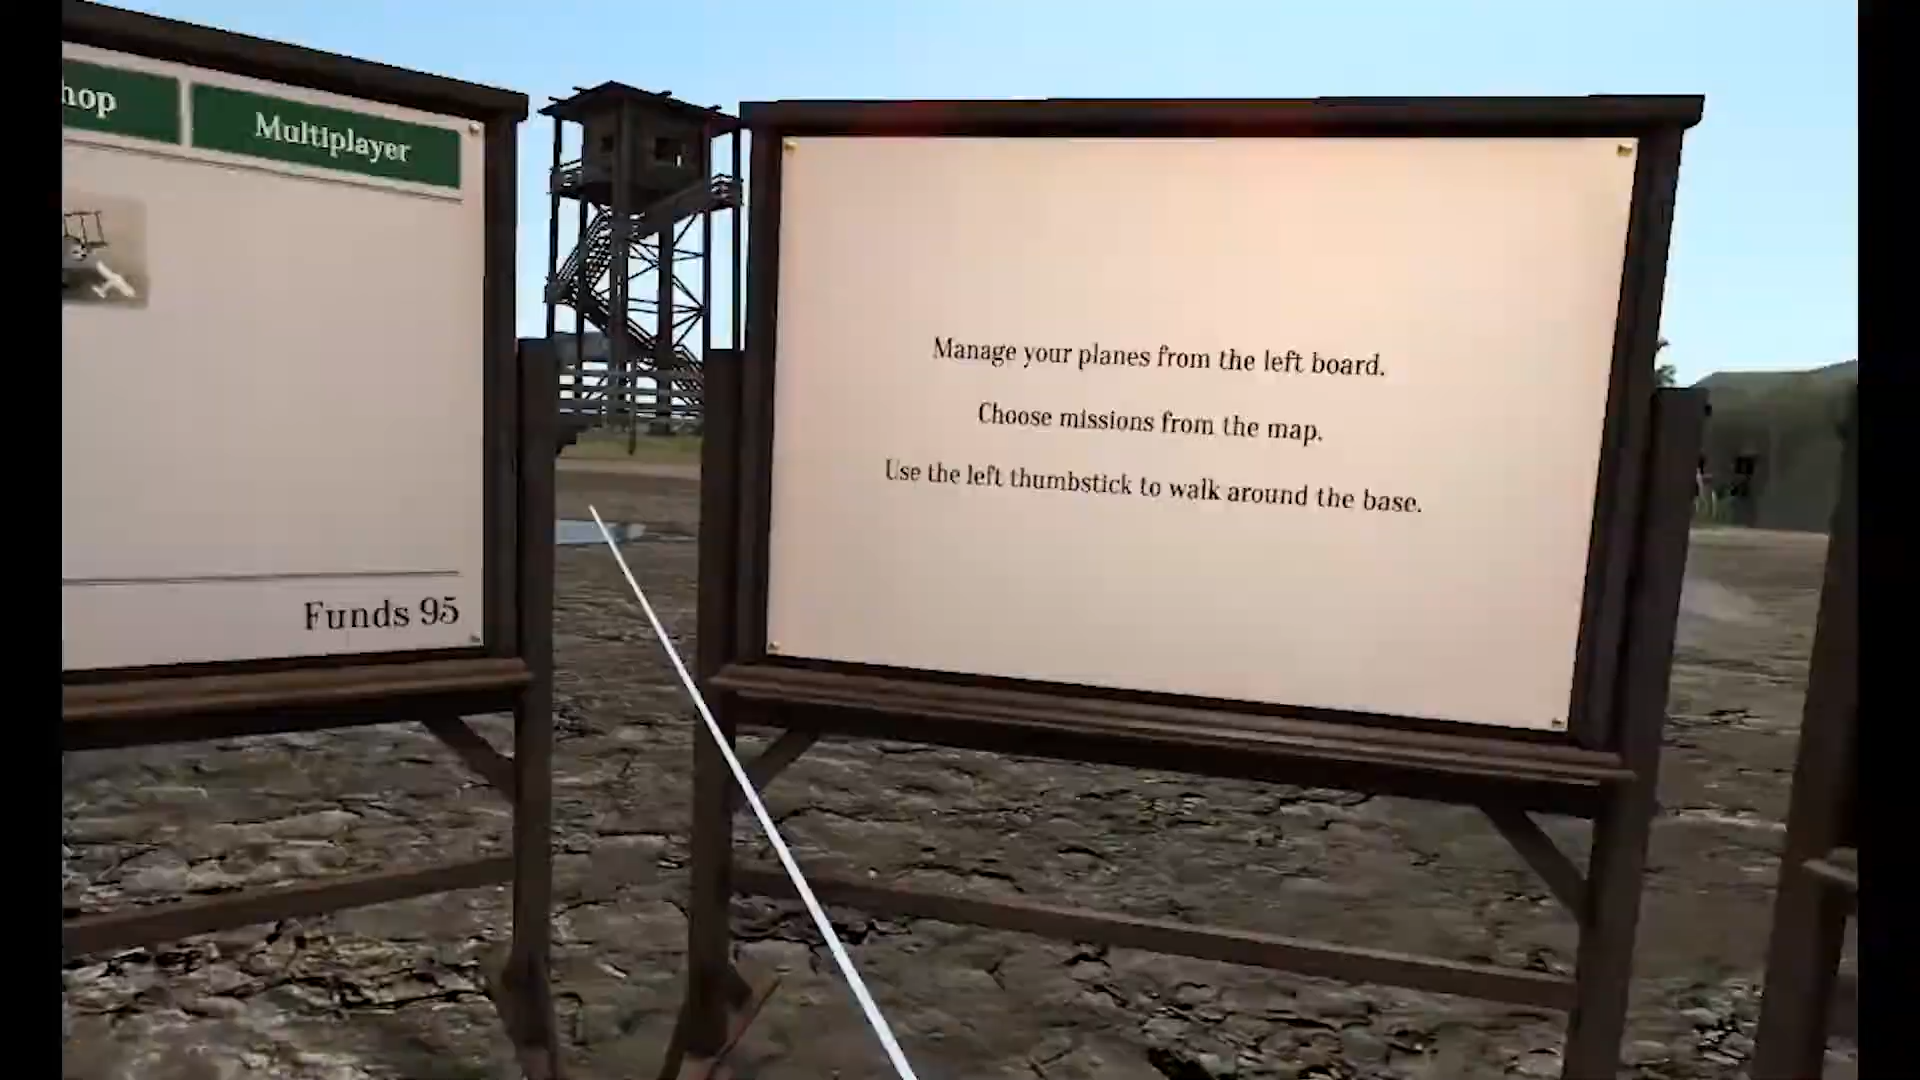 hop
Multiplayer
Funds 95
Manage your planes from the left board.
Choose missions from the map.
Use the left thumbstick to walk around the base.